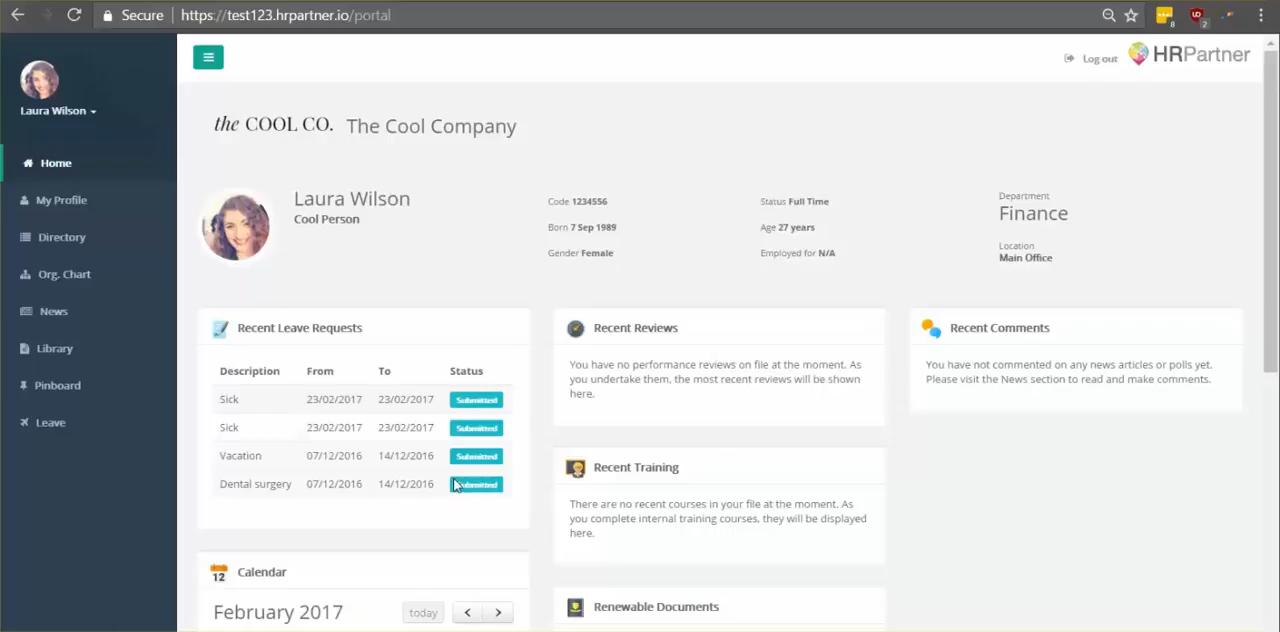 Secure https://test123.hrpartner.io/portal
8
2
Laura Wilson
Home
My Profile
Directory
Org. Chart
News
Library
Pinboard
Leave
Log out HRPartner
the COOL CO. The Cool Company
Laura Wilson
Cool Person
Code 1234556
Born 7 Sep 1989
Gender Female
Status Full Time
Age 27 years
Employed for N/A
Department
Finance
Location
Main Office
Recent Leave Requests
Description From To Status
Sick 23/02/2017 23/02/2017 Submitted
Sick 23/02/2017 23/02/2017 Submitted
Vacation 07/12/2016 14/12/2016 Submitted
Dental surgery 07/12/2016 14/12/2016 Submitted
12 Calendar
February 2017 today
Recent Reviews
You have no performance reviews on file at the moment. As
you undertake them, the most recent reviews will be shown
here.
Recent Training
There are no recent courses in your file at the moment. As
you complete internal training courses, they will be displayed
here.
Renewable Documents
Recent Comments
You have not commented on any news articles or polls yet.
Please visit the News section to read and make comments.